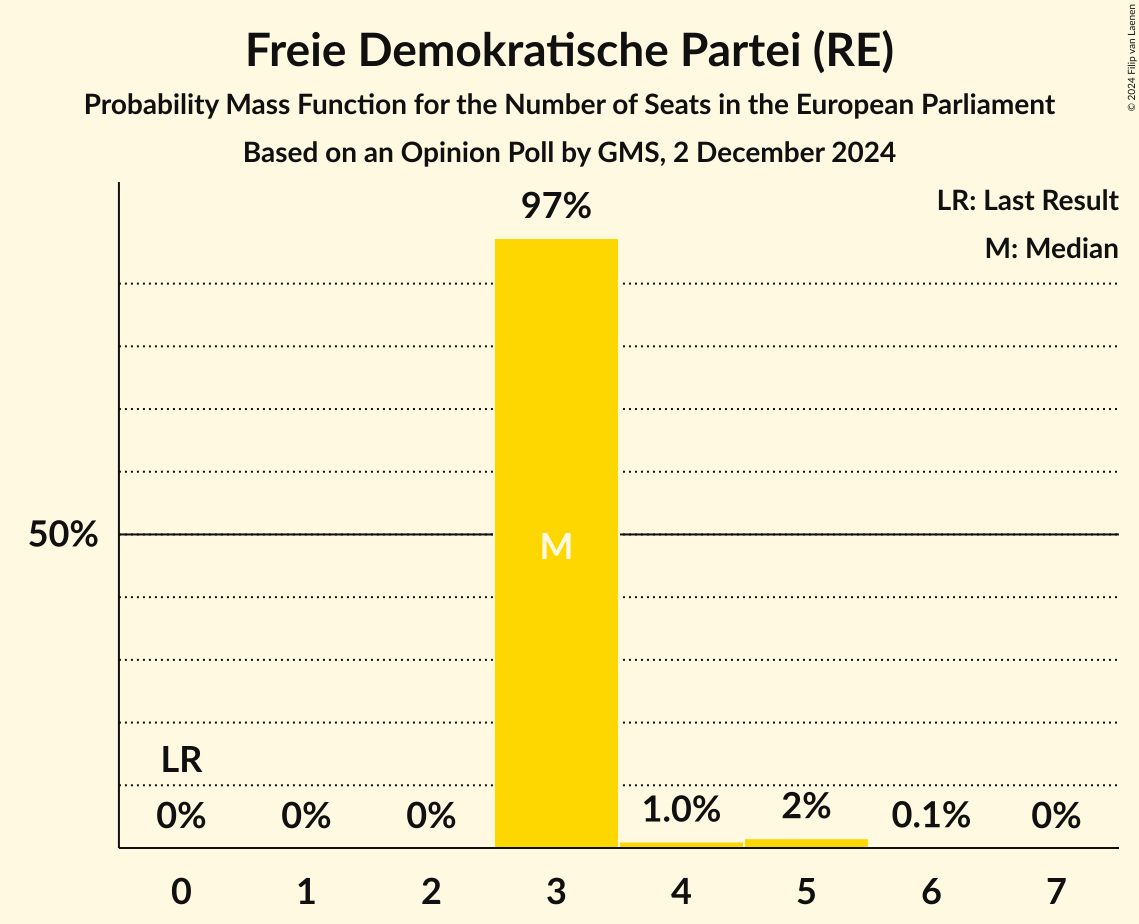 Freie Demokratische Partei (RE)
Probability Mass Function for the Number of Seats in the European Parliament
Based on an Opinion Poll by GMS, 2 December 2024
© 2024 Filip van Laenen
LR: Last Result
M: Median
97%
50%
M
LR
0%
0%
0%
1.0%
2%
0.1%
0%
0
1
2
3
4
5
6
7